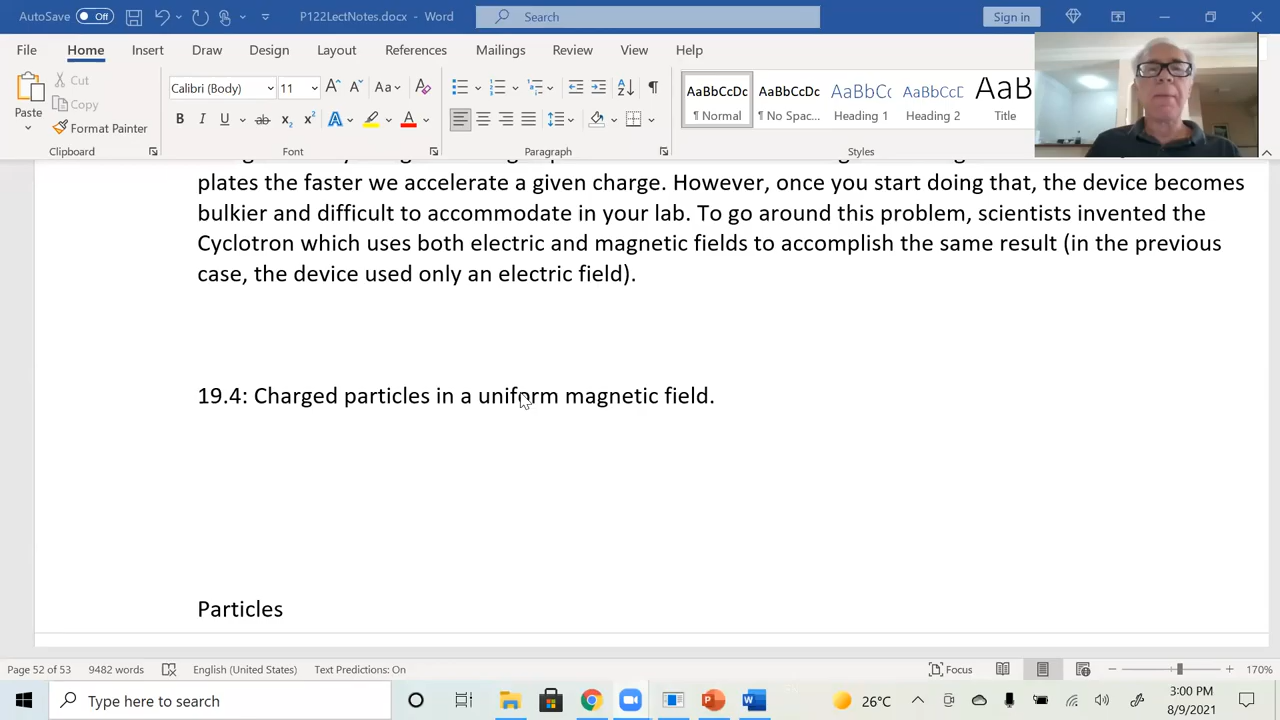 AutoSave Off P122LectNotes.docx - Word Search Sign in
File Home Insert Draw Design Layout References Mailings Review View Help
Paste Cut Copy Format Painter
Calibri (Body) 11 A A Aa A
B I U ab x₂ x² A A
AaBbCcDc AaBbCcDc AaBbCc AaBbCcD AaB
¶ Normal ¶ No Spac... Heading 1 Heading 2 Title
Clipboard Font Paragraph Styles
plates the faster we accelerate a given charge. However, once you start doing that, the device becomes
bulkier and difficult to accommodate in your lab. To go around this problem, scientists invented the
Cyclotron which uses both electric and magnetic fields to accomplish the same result (in the previous
case, the device used only an electric field).
19.4: Charged particles in a uniform magnetic field.
Particles
Page 52 of 53 9482 words English (United States) Text Predictions: On Focus 170%
Type here to search 26°C 3:00 PM
8/9/2021